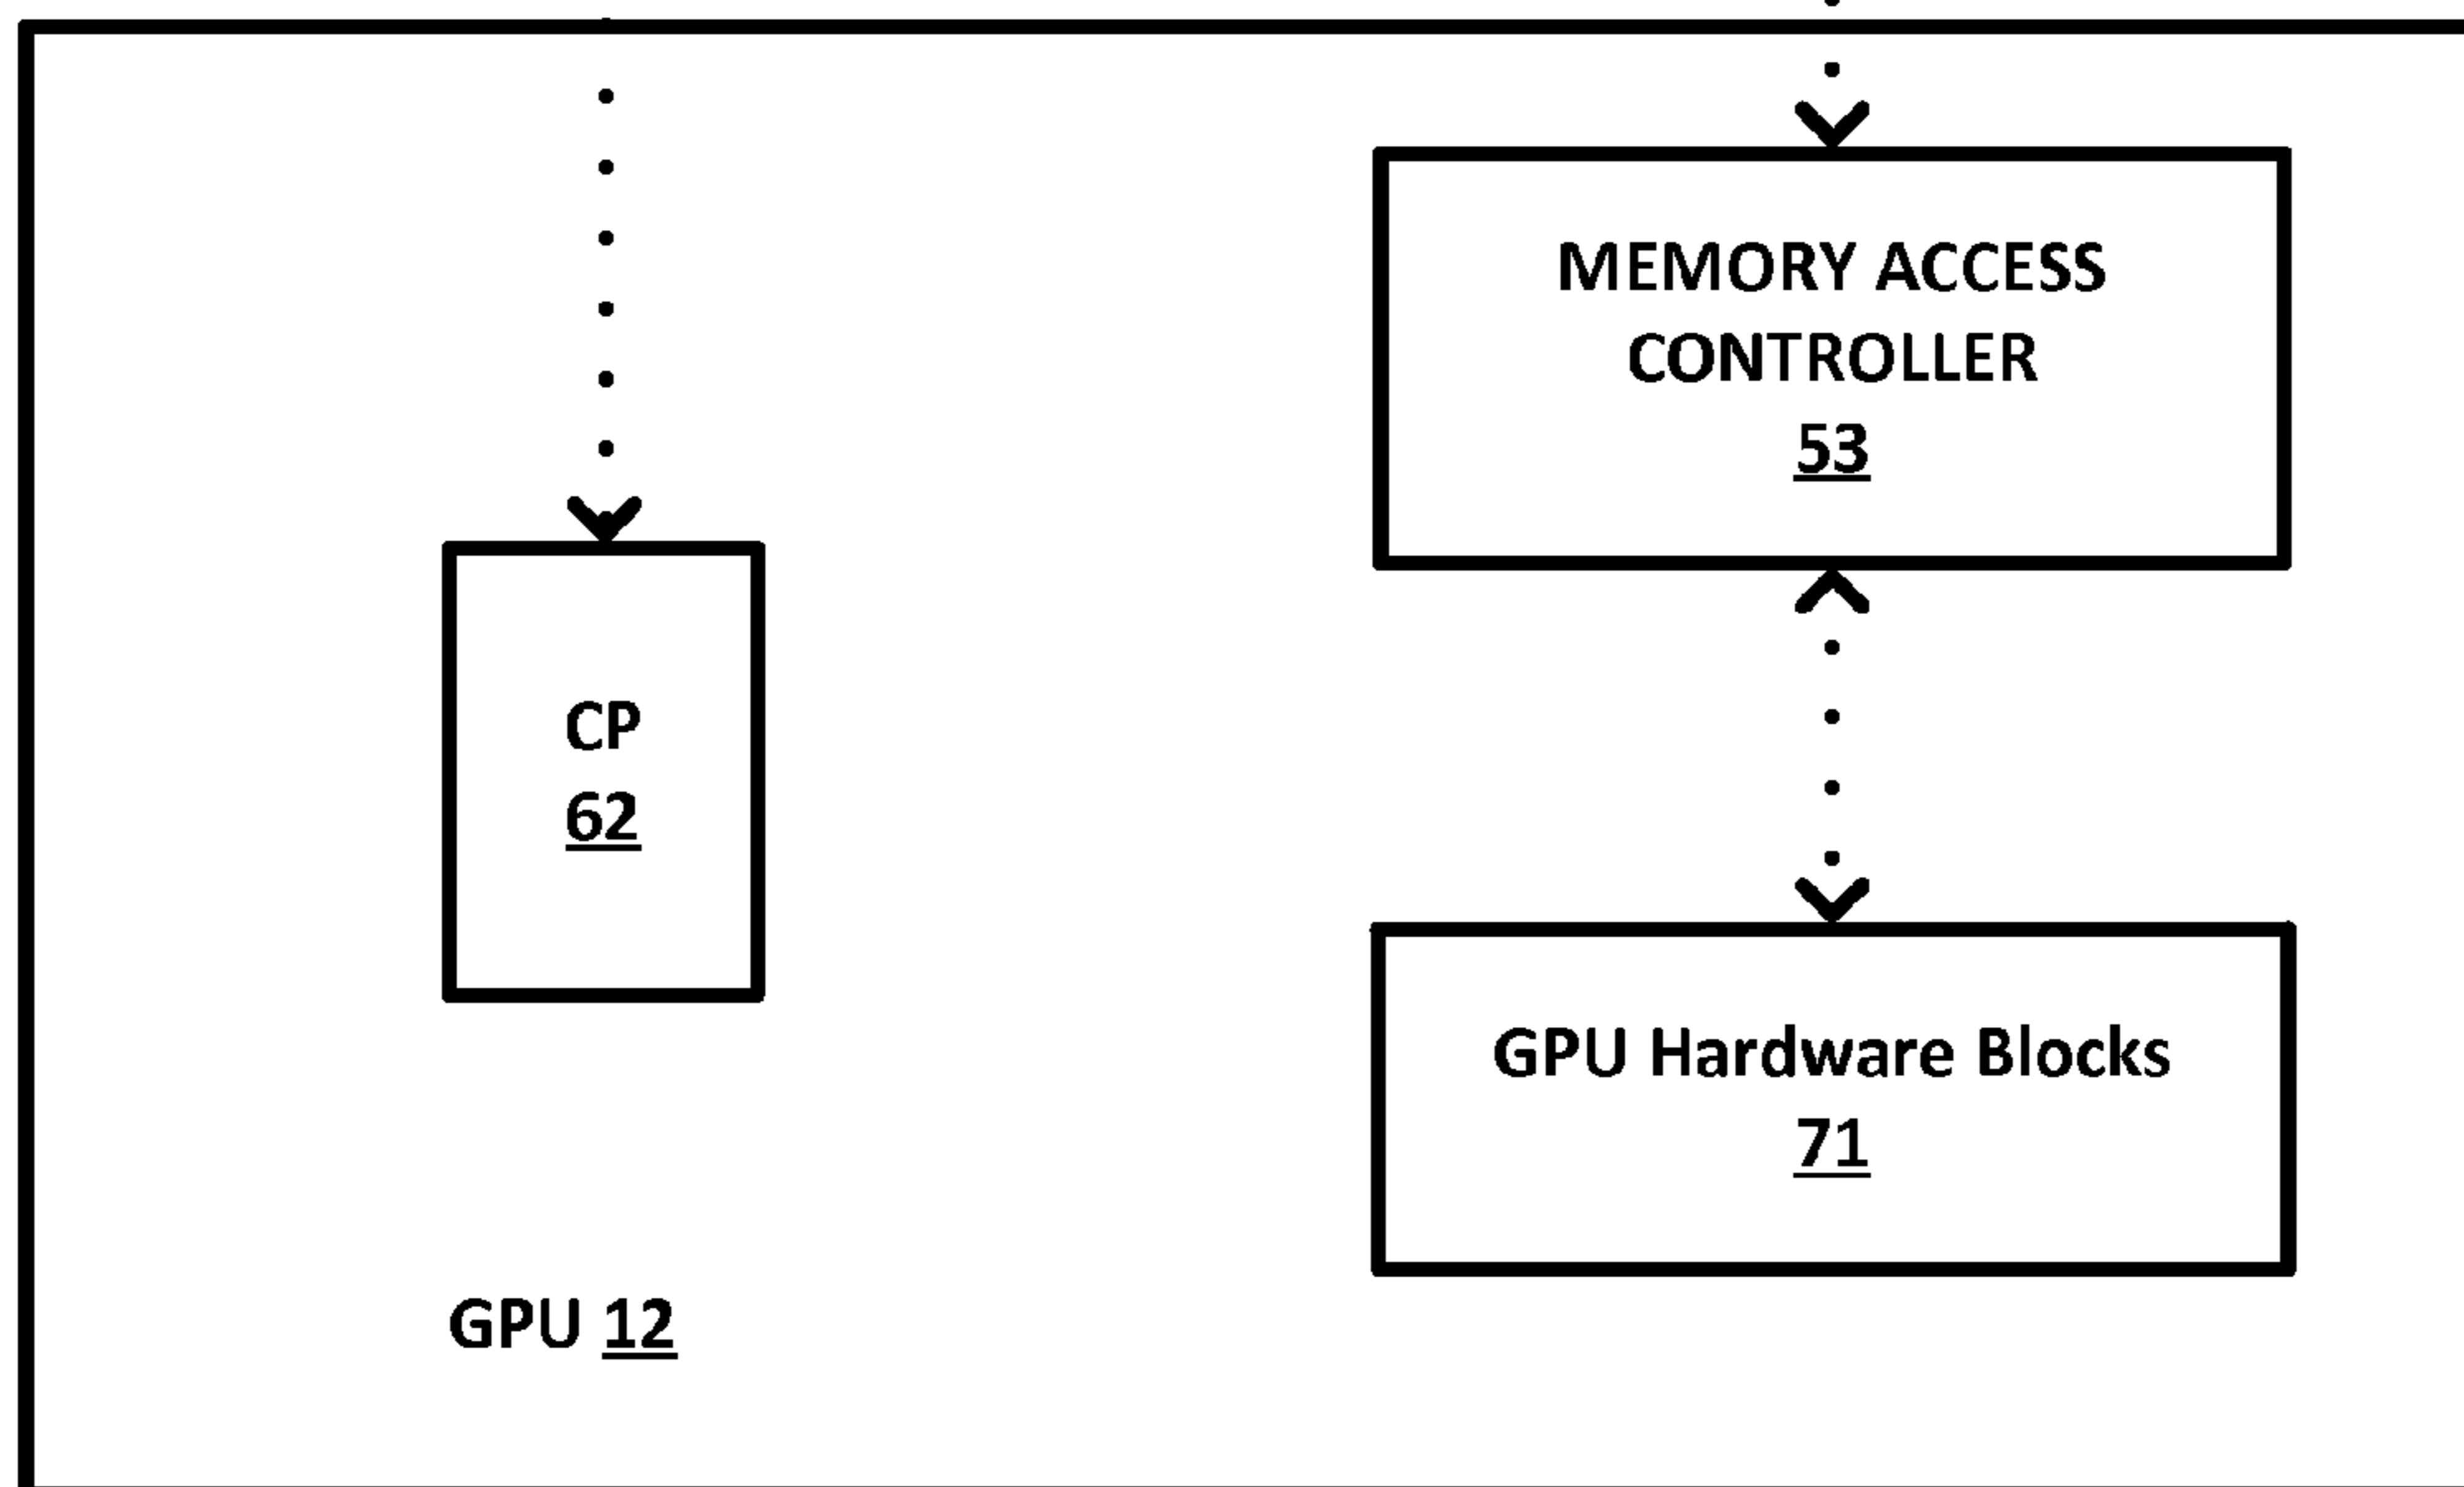 MEMORY ACCESS
CONTROLLER
53
CP
62
GPU Hardware Blocks
71
GPU 12